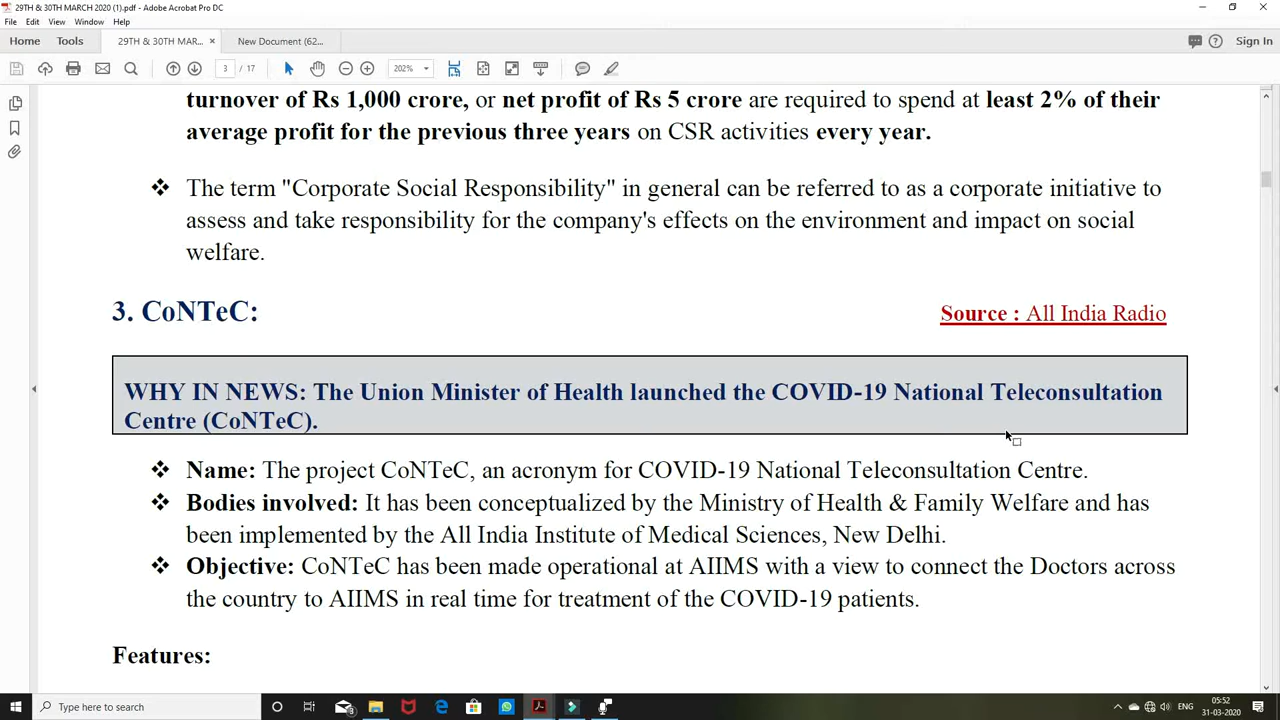 29TH & 30TH MARCH 2020 (1).pdf - Adobe Acrobat Pro DC
File Edit View Window Help
Home Tools 29TH & 30TH MAR... × New Document (62... Sign In
3 / 17 202%
turnover of Rs 1,000 crore, or net profit of Rs 5 crore are required to spend at least 2% of their
average profit for the previous three years on CSR activities every year.
❖ The term "Corporate Social Responsibility" in general can be referred to as a corporate initiative to
assess and take responsibility for the company's effects on the environment and impact on social
welfare.
3. CoNTeC: Source : All India Radio
WHY IN NEWS: The Union Minister of Health launched the COVID-19 National Teleconsultation
Centre (CoNTeC).
❖ Name: The project CoNTeC, an acronym for COVID-19 National Teleconsultation Centre.
❖ Bodies involved: It has been conceptualized by the Ministry of Health & Family Welfare and has
been implemented by the All India Institute of Medical Sciences, New Delhi.
❖ Objective: CoNTeC has been made operational at AIIMS with a view to connect the Doctors across
the country to AIIMS in real time for treatment of the COVID-19 patients.
Features:
Type here to search
05:52
31-03-2020